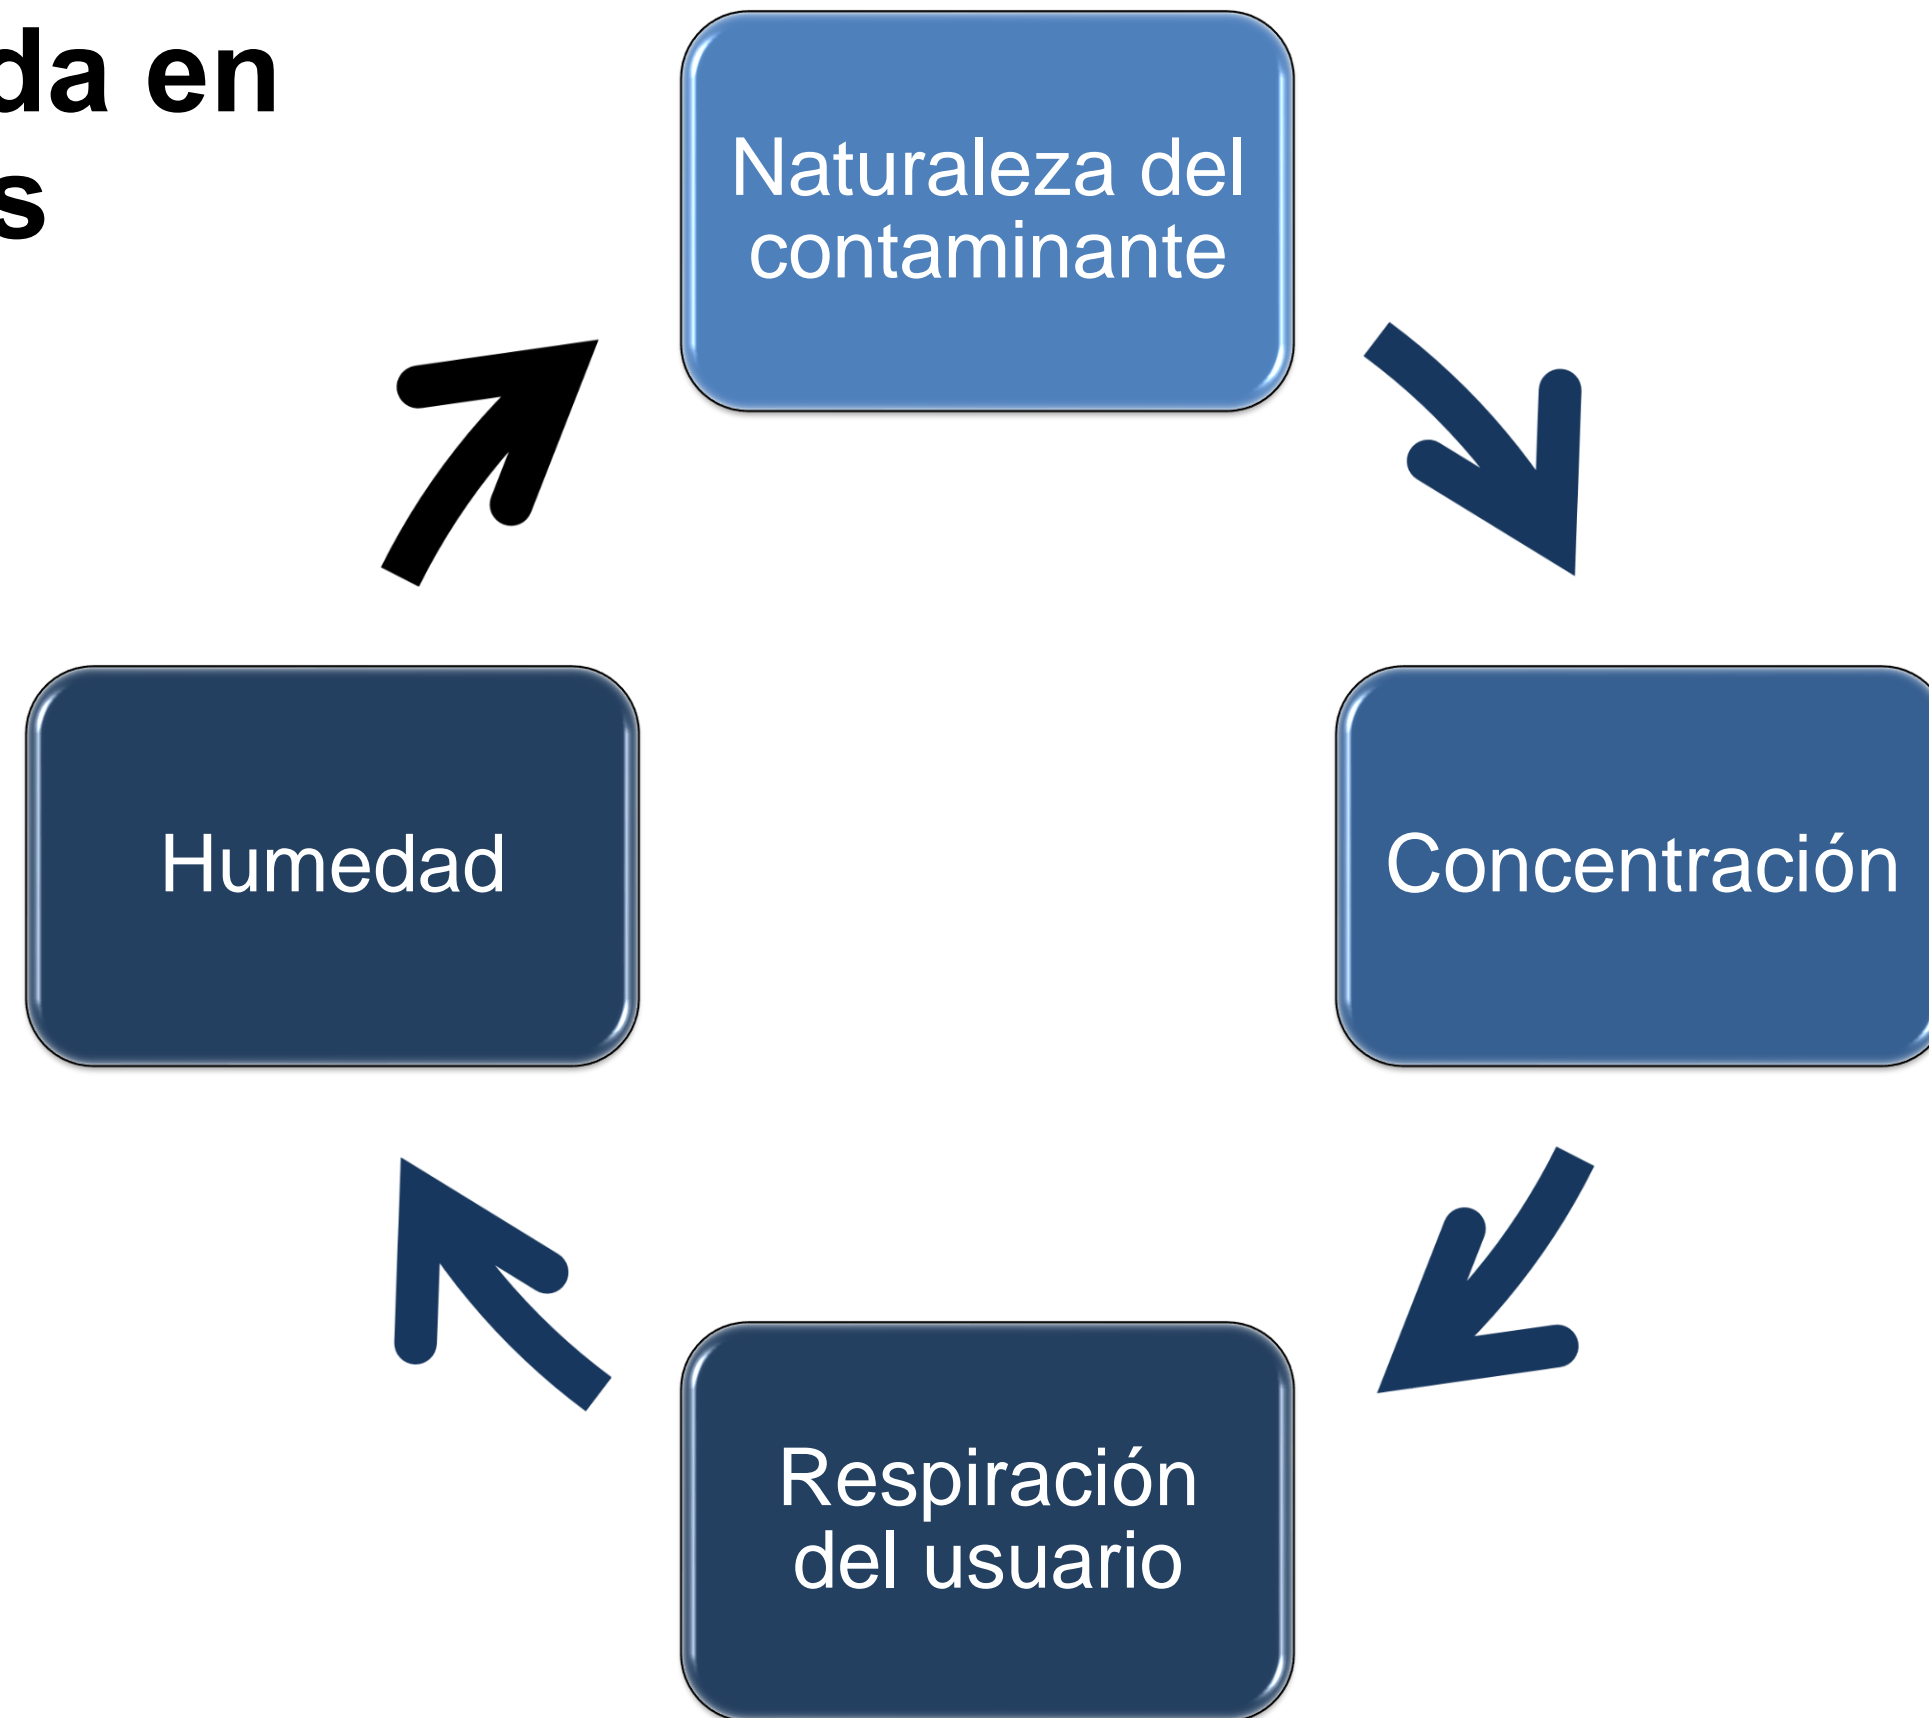 da en
s
Naturaleza del
contaminante
Humedad
Concentración
Respiración
del usuario